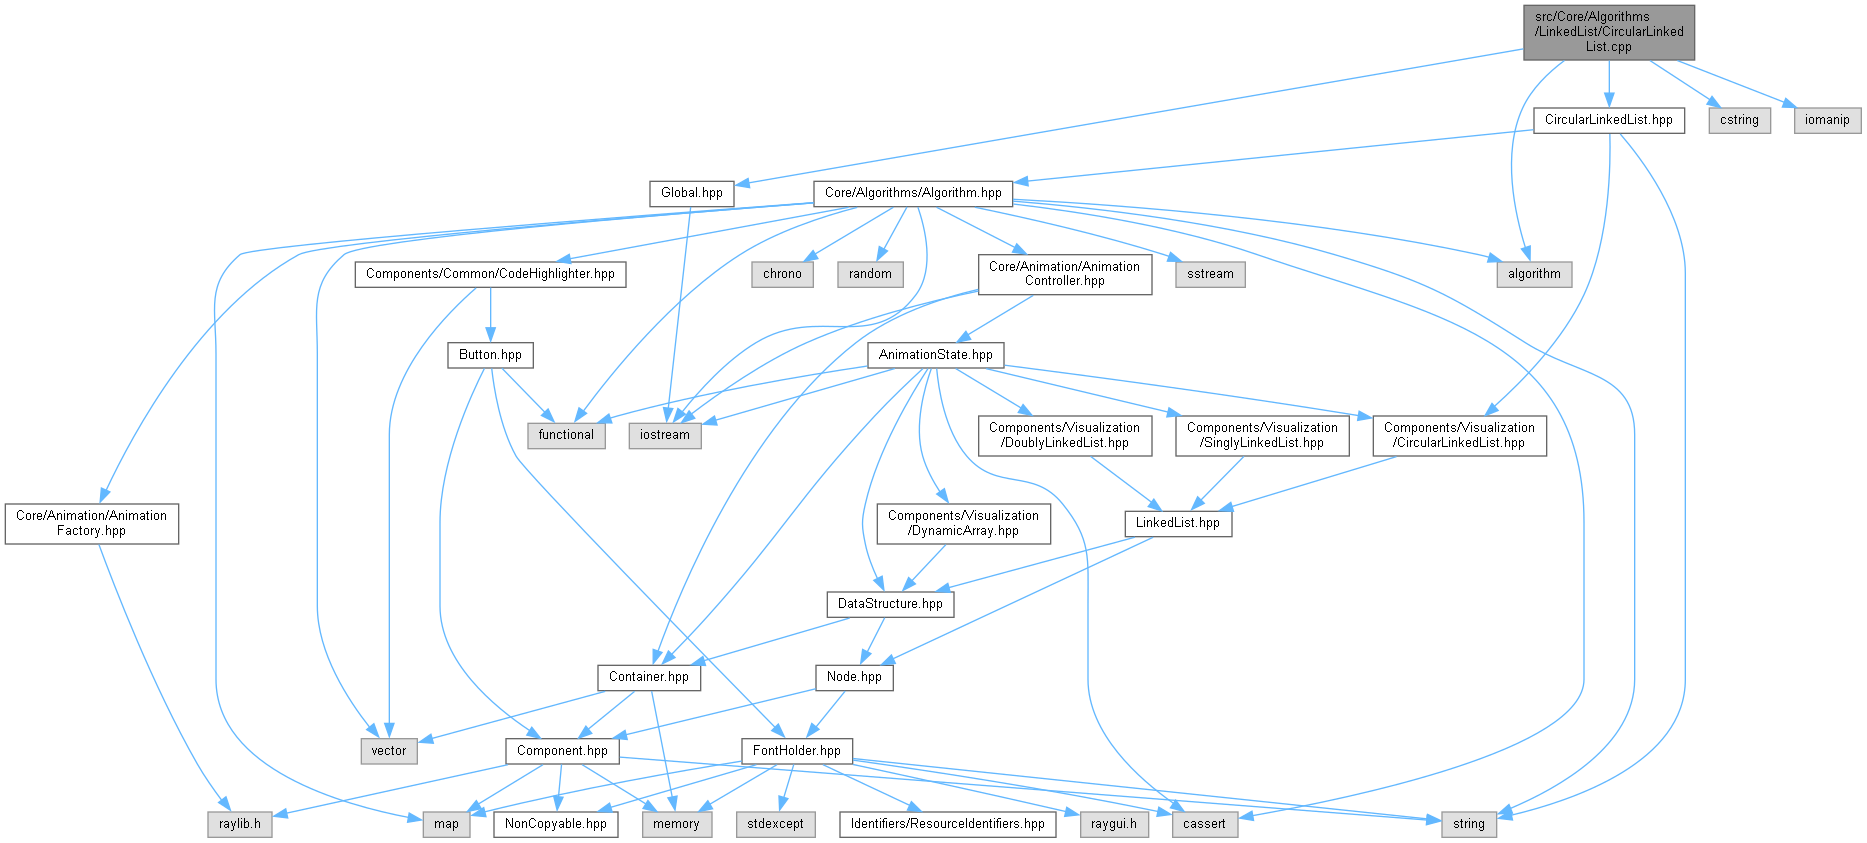 src/Core/Algorithms
/LinkedList/CircularLinked
List.cpp
CircularLinkedList.hpp
cstring
iomanip
Global.hpp
Core/Algorithms/Algorithm.hpp
Components/Common/CodeHighlighter.hpp
chrono
random
Core/Animation/Animation
Controller.hpp
sstream
algorithm
Button.hpp
AnimationState.hpp
functional
iostream
Components/Visualization
/DoublyLinkedList.hpp
Components/Visualization
/SinglyLinkedList.hpp
Components/Visualization
/CircularLinkedList.hpp
Core/Animation/Animation
Factory.hpp
Components/Visualization
/DynamicArray.hpp
LinkedList.hpp
DataStructure.hpp
Container.hpp
Node.hpp
vector
Component.hpp
FontHolder.hpp
raylib.h
map
NonCopyable.hpp
memory
stdexcept
Identifiers/ResourceIdentifiers.hpp
raygui.h
cassert
string